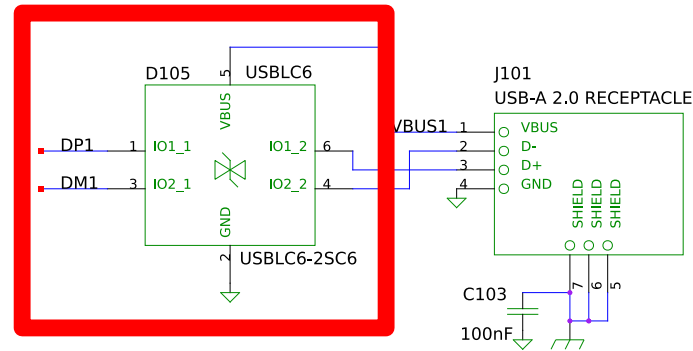 D105
USBLC6
5
VBUS
DP1
1
IO1_1
IO1_2
6
DM1
3
IO2_1
IO2_2
4
GND
2
USBLC6-2SC6
J101
USB-A 2.0 RECEPTACLE
VBUS1
1
VBUS
2
D-
3
D+
4
GND
SHIELD
SHIELD
SHIELD
7
6
5
C103
100nF